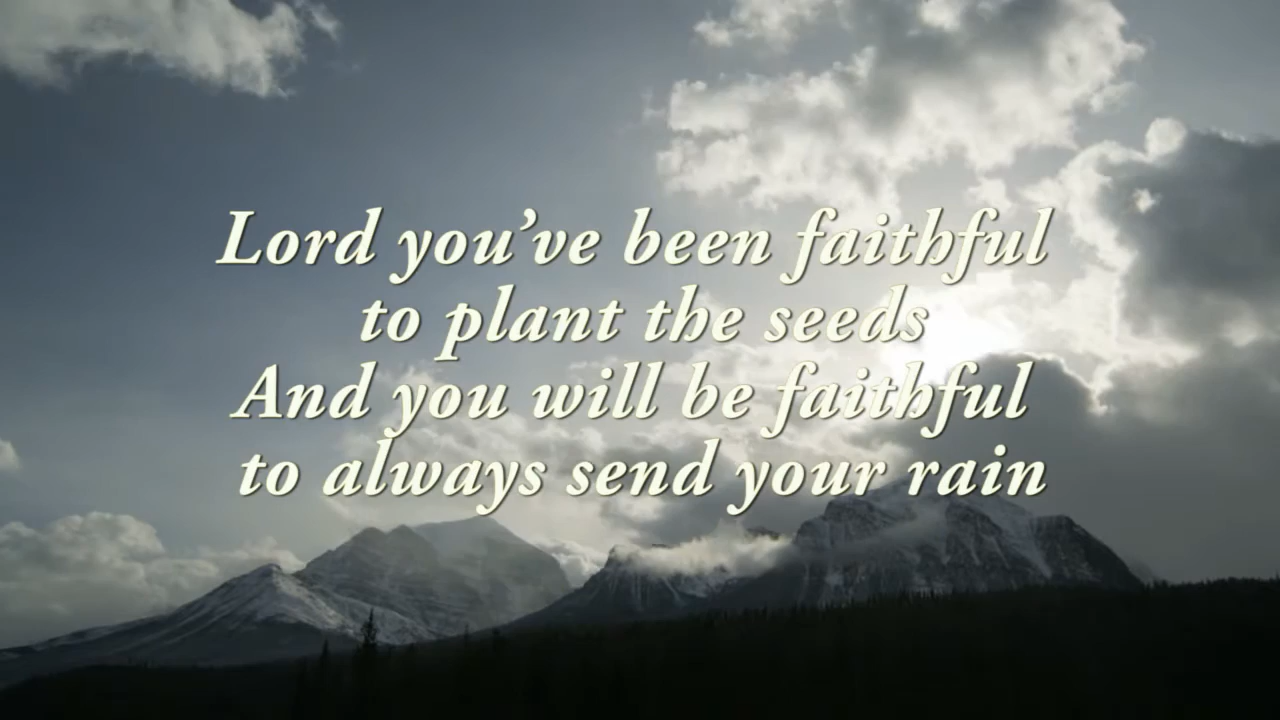 Lord you’ve been faithful
to plant the seeds
And you will be faithful
to always send your rain